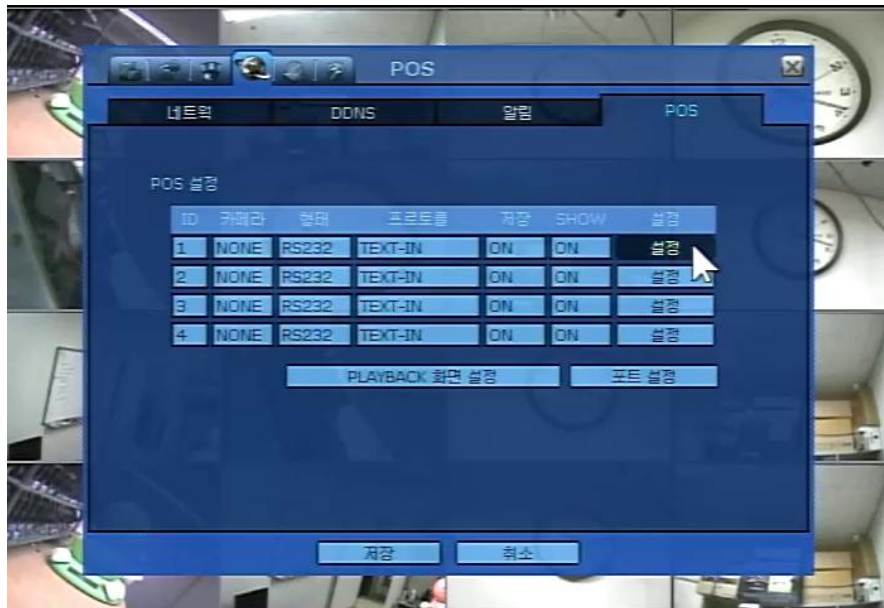 POS
네트웍 DDNS 알림 POS
POS 설정
ID 카메라 형태 프로토콜 저장 SHOW 설정
1 NONE RS232 TEXT-IN ON ON 설정
2 NONE RS232 TEXT-IN ON ON 설정
3 NONE RS232 TEXT-IN ON ON 설정
4 NONE RS232 TEXT-IN ON ON 설정
PLAYBACK 화면 설정 포트 설정
저장 취소